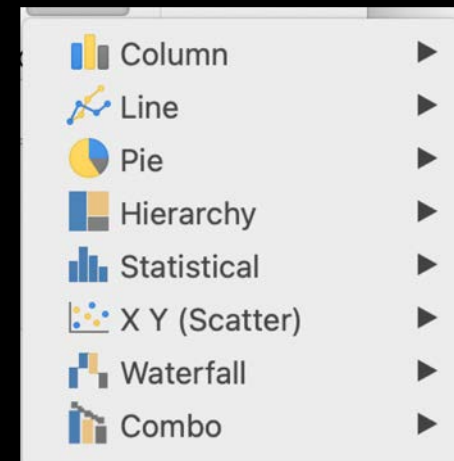 Column
Line
Pie
Hierarchy
Statistical
X Y (Scatter)
Waterfall
Combo